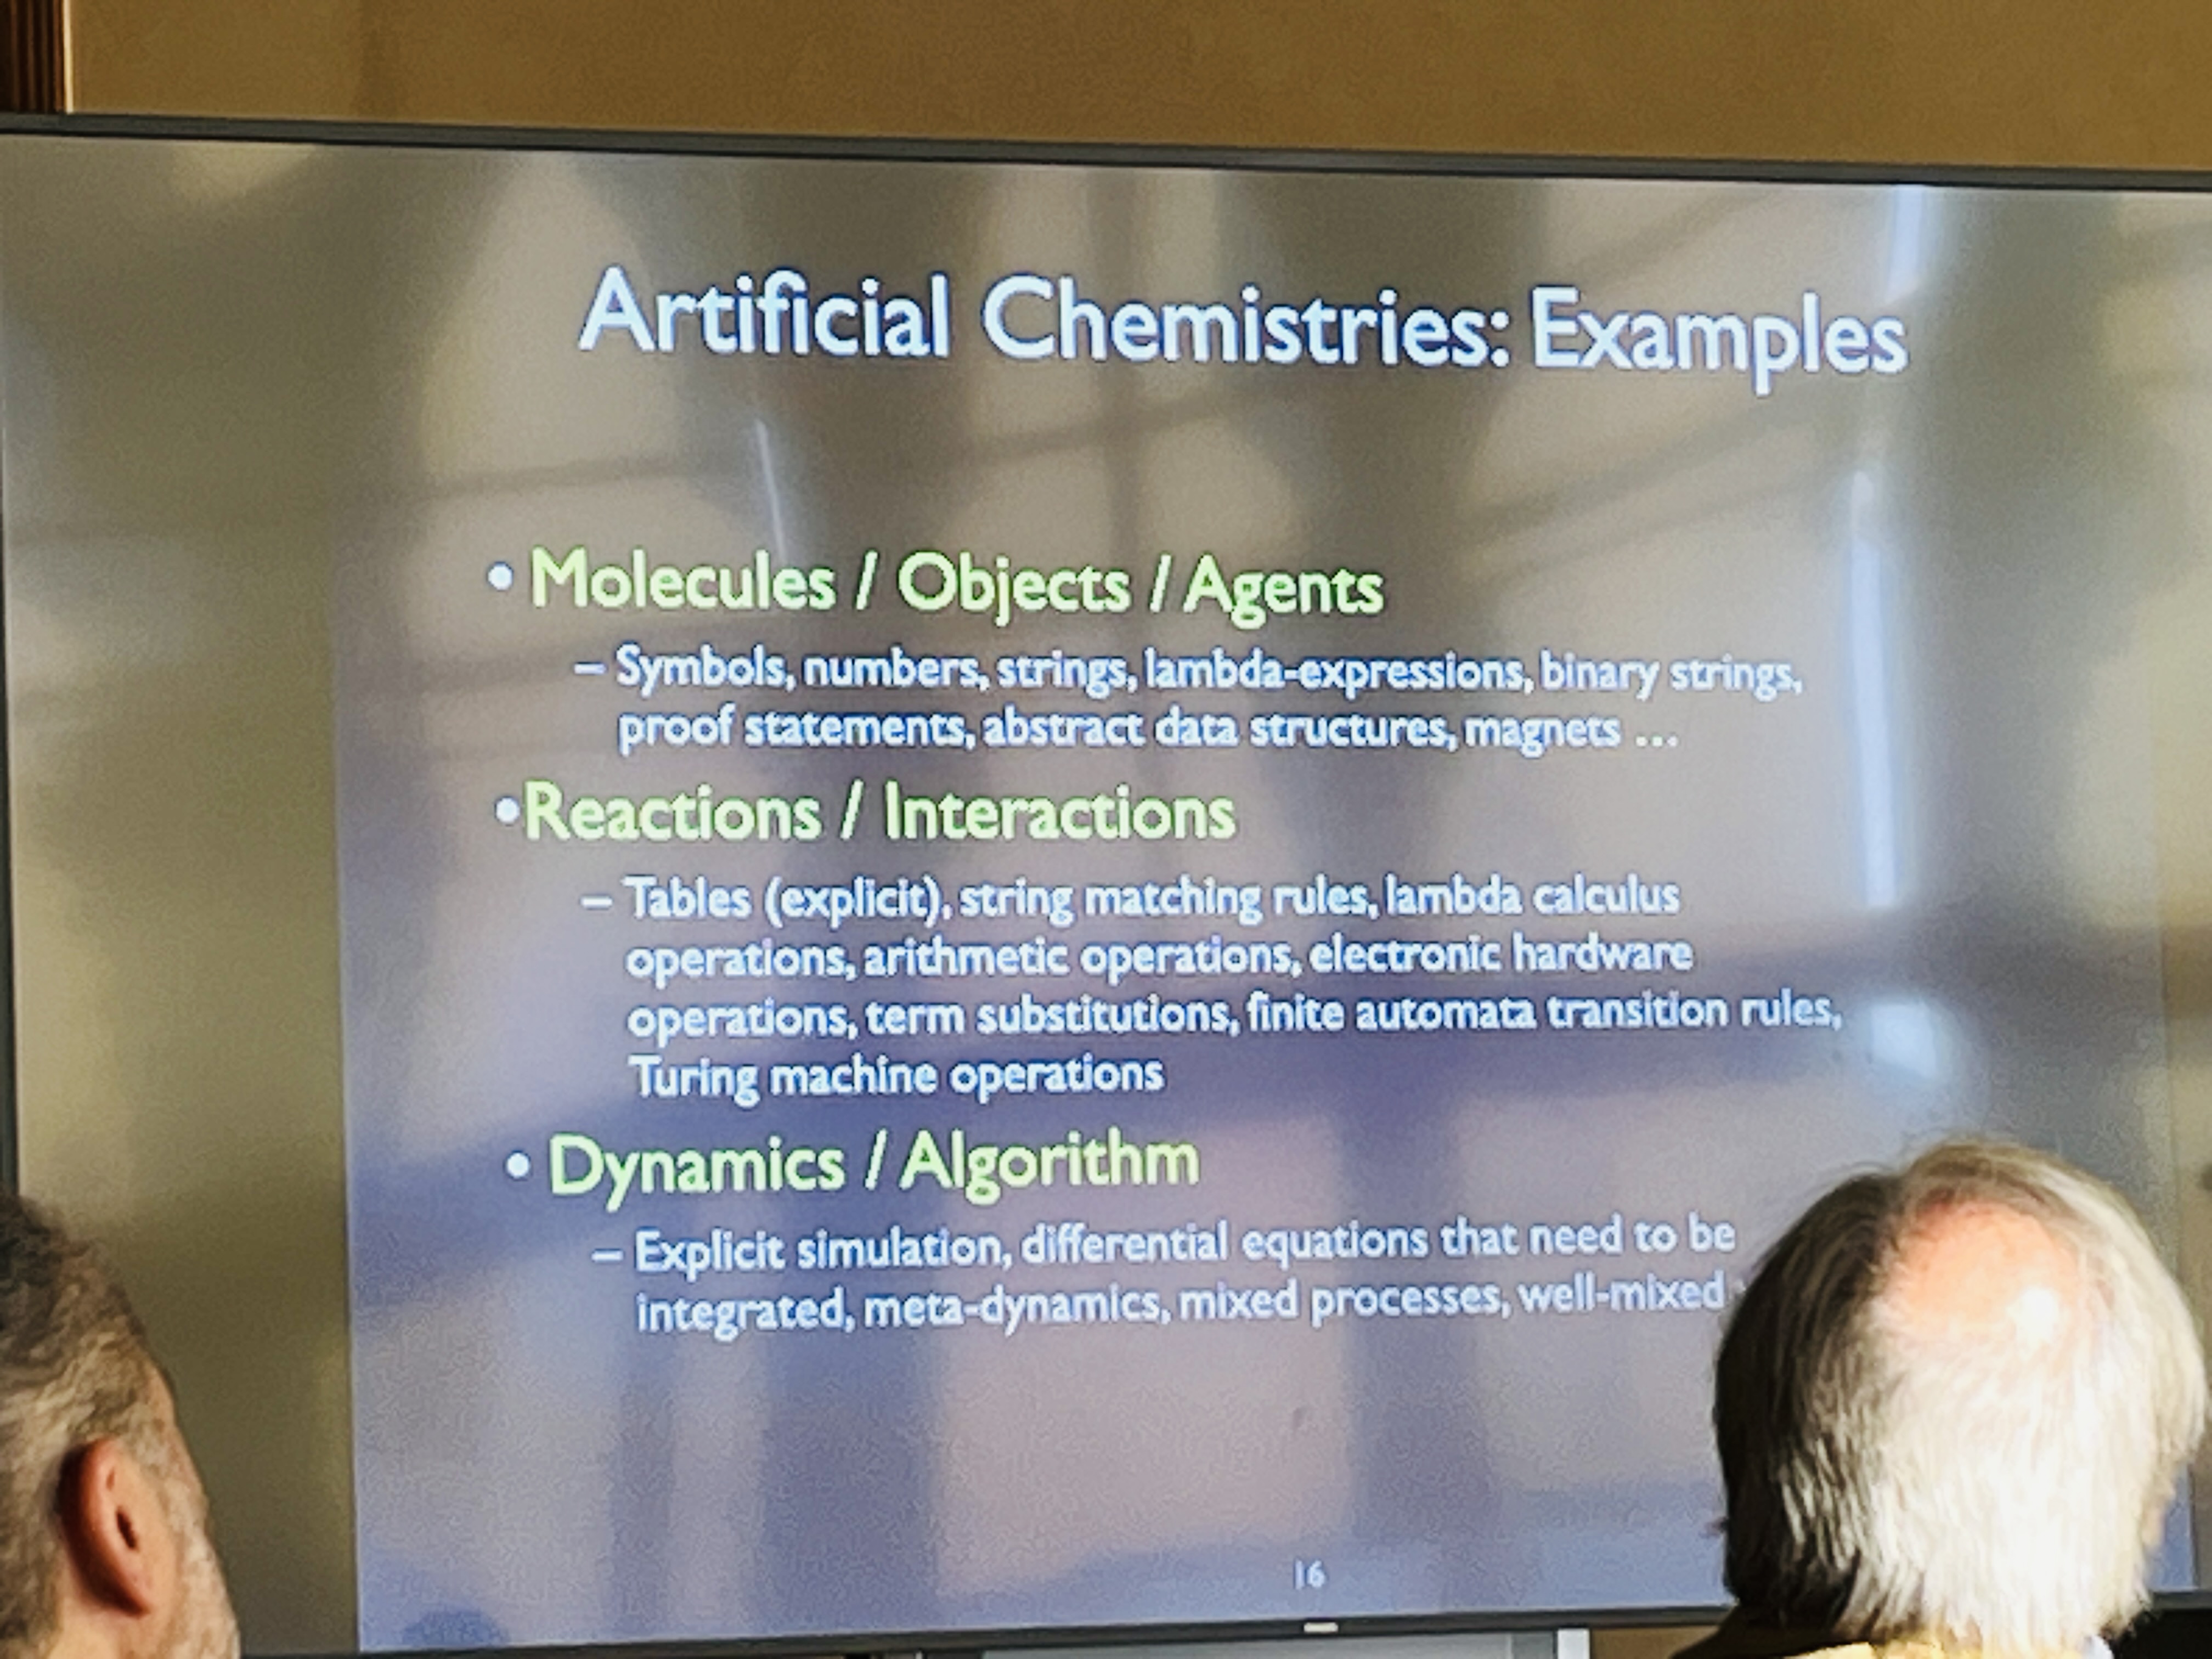 Artificial Chemistries: Examples
• Molecules / Objects / Agents
– Symbols, numbers, strings, lambda-expressions, binary strings,
proof statements, abstract data structures, magnets ...
•Reactions / Interactions
– Tables (explicit), string matching rules, lambda calculus
operations, arithmetic operations, electronic hardware
operations, term substitutions, finite automata transition rules,
Turing machine operations
• Dynamics / Algorithm
– Explicit simulation, differential equations that need to be
integrated, meta-dynamics, mixed processes, well-mixed
16